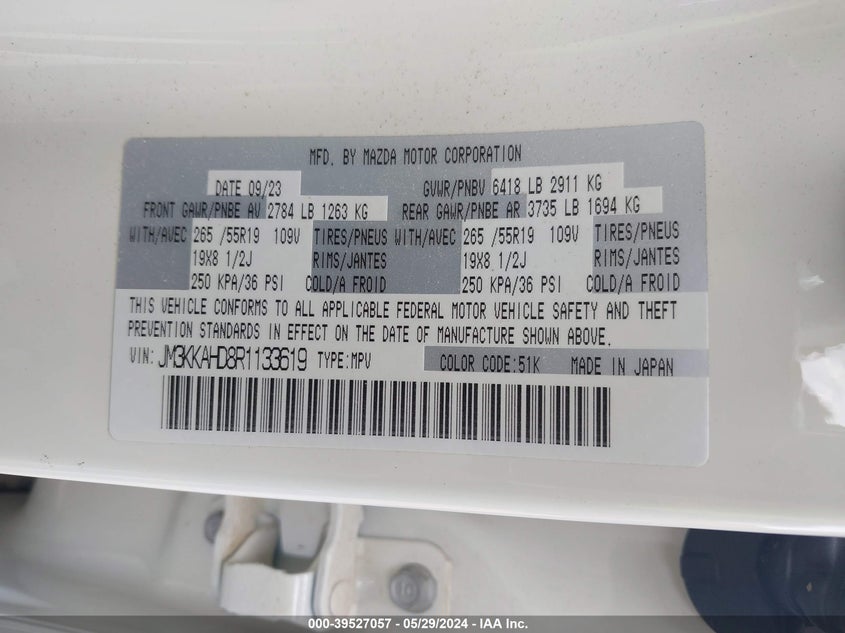 MFD. BY MAZDA MOTOR CORPORATION
DATE 09/23 GVWR/PNBV 6418 LB 2911 KG
FRONT GAWR/PNBE AV 2784 LB 1263 KG REAR GAWR/PNBE AR 3735 LB 1694 KG
WITH/AVEC 265 /55R19 109V TIRES/PNEUS WITH/AVEC 265 /55R19 109V TIRES/PNEUS
19X8 1/2J RIMS/JANTES 19X8 1/2J RIMS/JANTES
250 KPA/36 PSI COLD/A FROID 250 KPA/36 PSI COLD/A FROID
THIS VEHICLE CONFORMS TO ALL APPLICABLE FEDERAL MOTOR VEHICLE SAFETY AND THEFT
PREVENTION STANDARDS IN EFFECT ON THE DATE OF MANUFACTURE SHOWN ABOVE.
VIN: JM3KKAHD8R1133619 TYPE:MPV COLOR CODE:51K MADE IN JAPAN
000-39527057 - 05/29/2024 - IAA Inc.